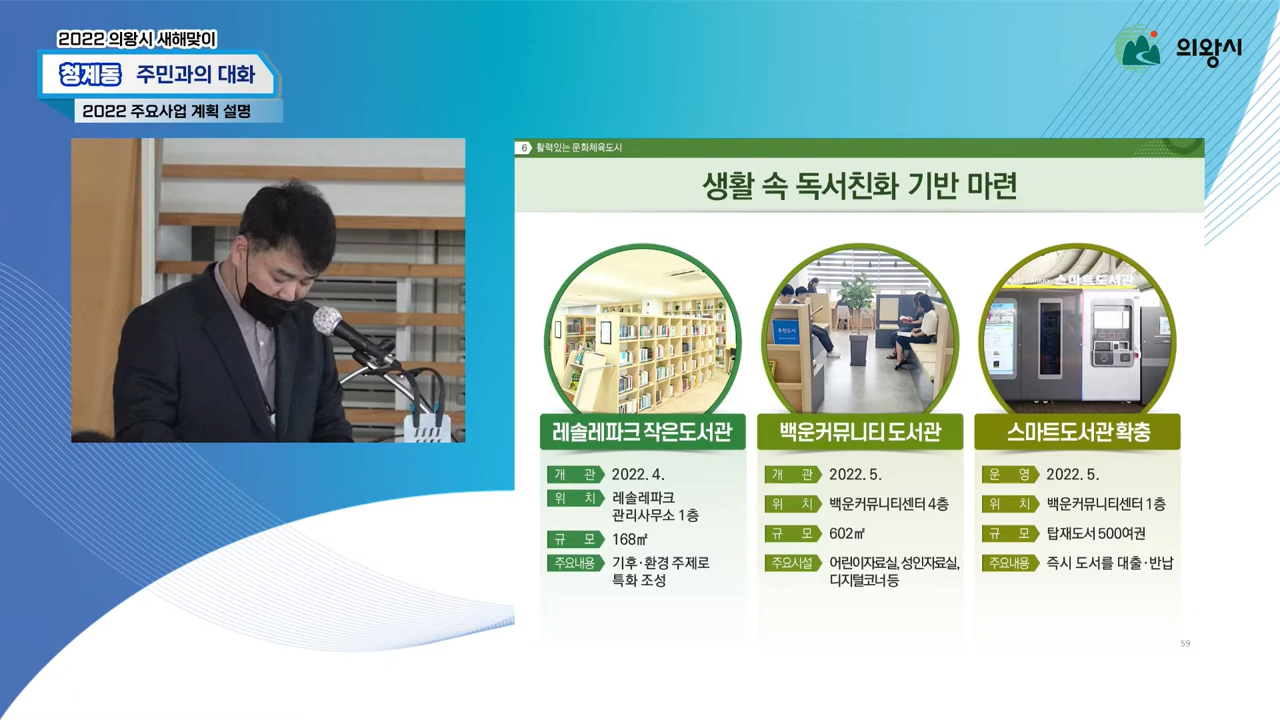 2022 의왕시 새해맞이
청계동 주민과의 대화
2022 주요사업 계획 설명
의왕시
6 활력있는 문화체육도시
생활 속 독서친화 기반 마련
스마트도서관
추천도서
레솔레파크 작은도서관
개 관 2022. 4.
위 치 레솔레파크
관리사무소 1층
규 모 168㎡
주요내용 기후·환경 주제로
특화 조성
백운커뮤니티 도서관
개 관 2022. 5.
위 치 백운커뮤니티센터 4층
규 모 602㎡
주요시설 어린이자료실, 성인자료실,
디지털코너 등
스마트도서관 확충
운 영 2022. 5.
위 치 백운커뮤니티센터 1층
규 모 탑재도서 500여권
주요내용 즉시 도서를 대출·반납
59